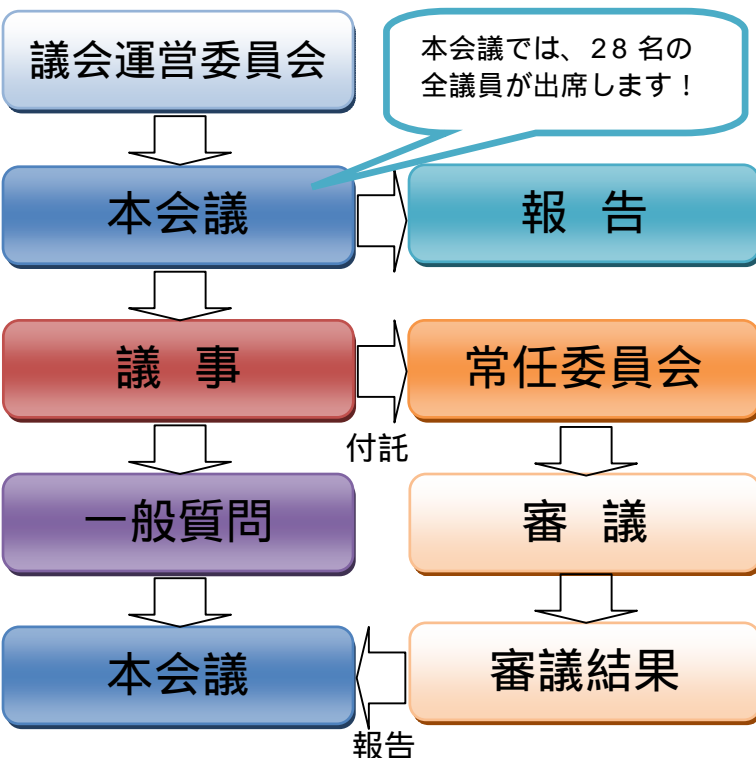 議会運営委員会
本会議では、28名の
全議員が出席します！
本会議
報 告
議 事
常任委員会
付託
一般質問
審 議
本会議
審議結果
報告